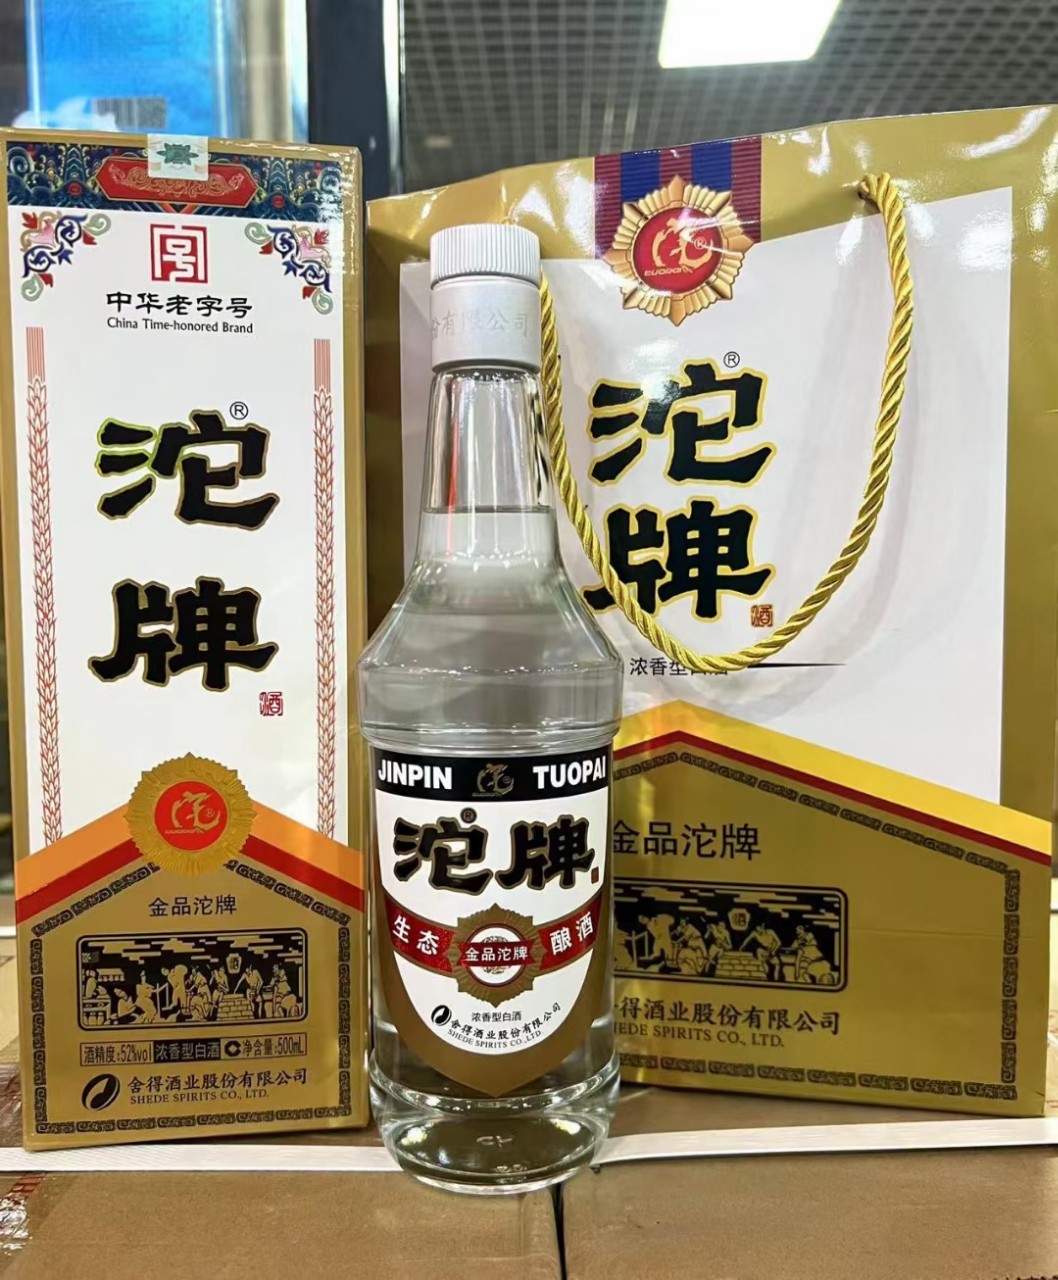 中华老字号
China Time-honored Brand
沱®
牌
酒
金品沱牌
酒精度:52%vol 浓香型白酒 净含量:500mL
舍得酒业股份有限公司
SHEDE SPIRITS CO., LTD.
有限公司
JINPIN TUOPAI
沱®牌
生态 酿酒
金品沱牌
浓香型白酒
舍得酒业股份有限公司
SHEDE SPIRITS CO.,LTD.
®
沱®
牌
酒
浓香型白酒
金品沱牌
得酒业股份有限公司
HEDE SPIRITS CO., LTD.